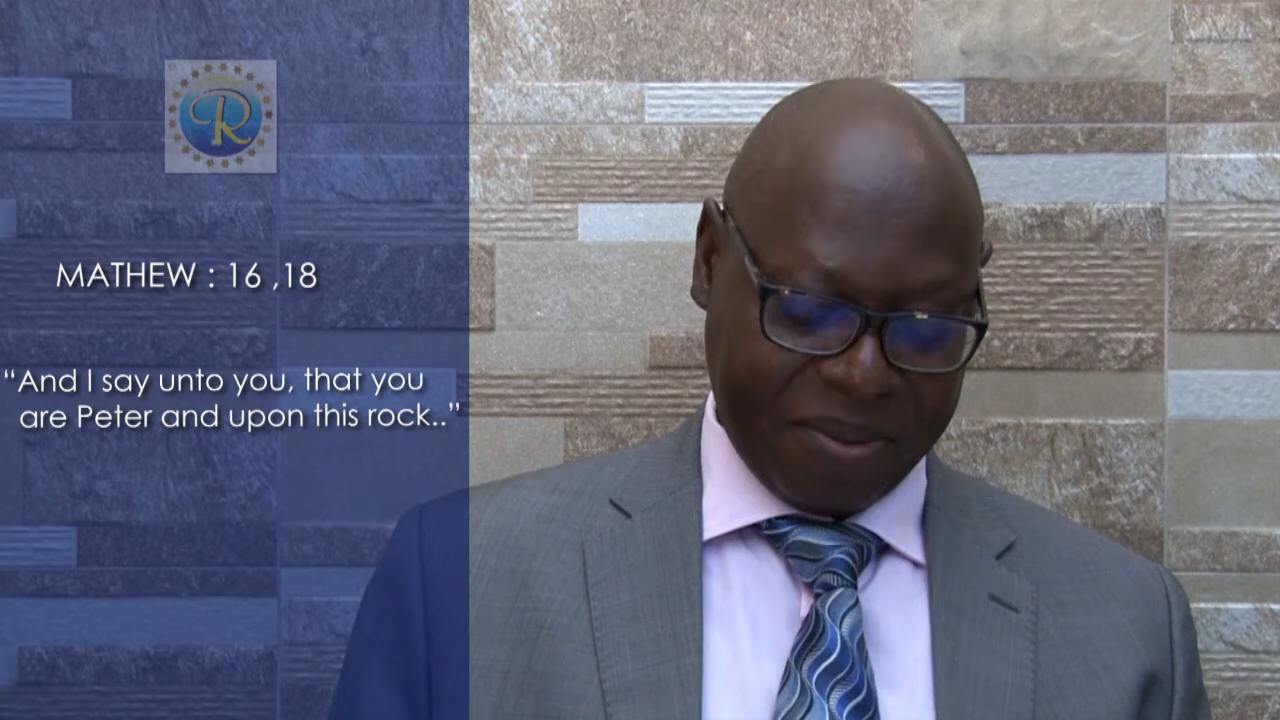 R
MATHEW : 16 ,18
“And I say unto you, that you
are Peter and upon this rock..”